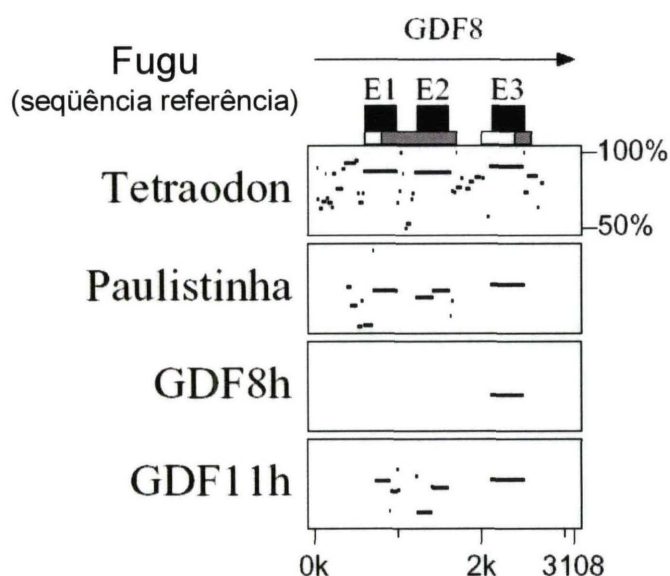 GDF8
Fugu
(seqüência referência)
E1 E2 E3
Tetraodon
100%
50%
Paulistinha
GDF8h
GDF11h
0k 2k 3108